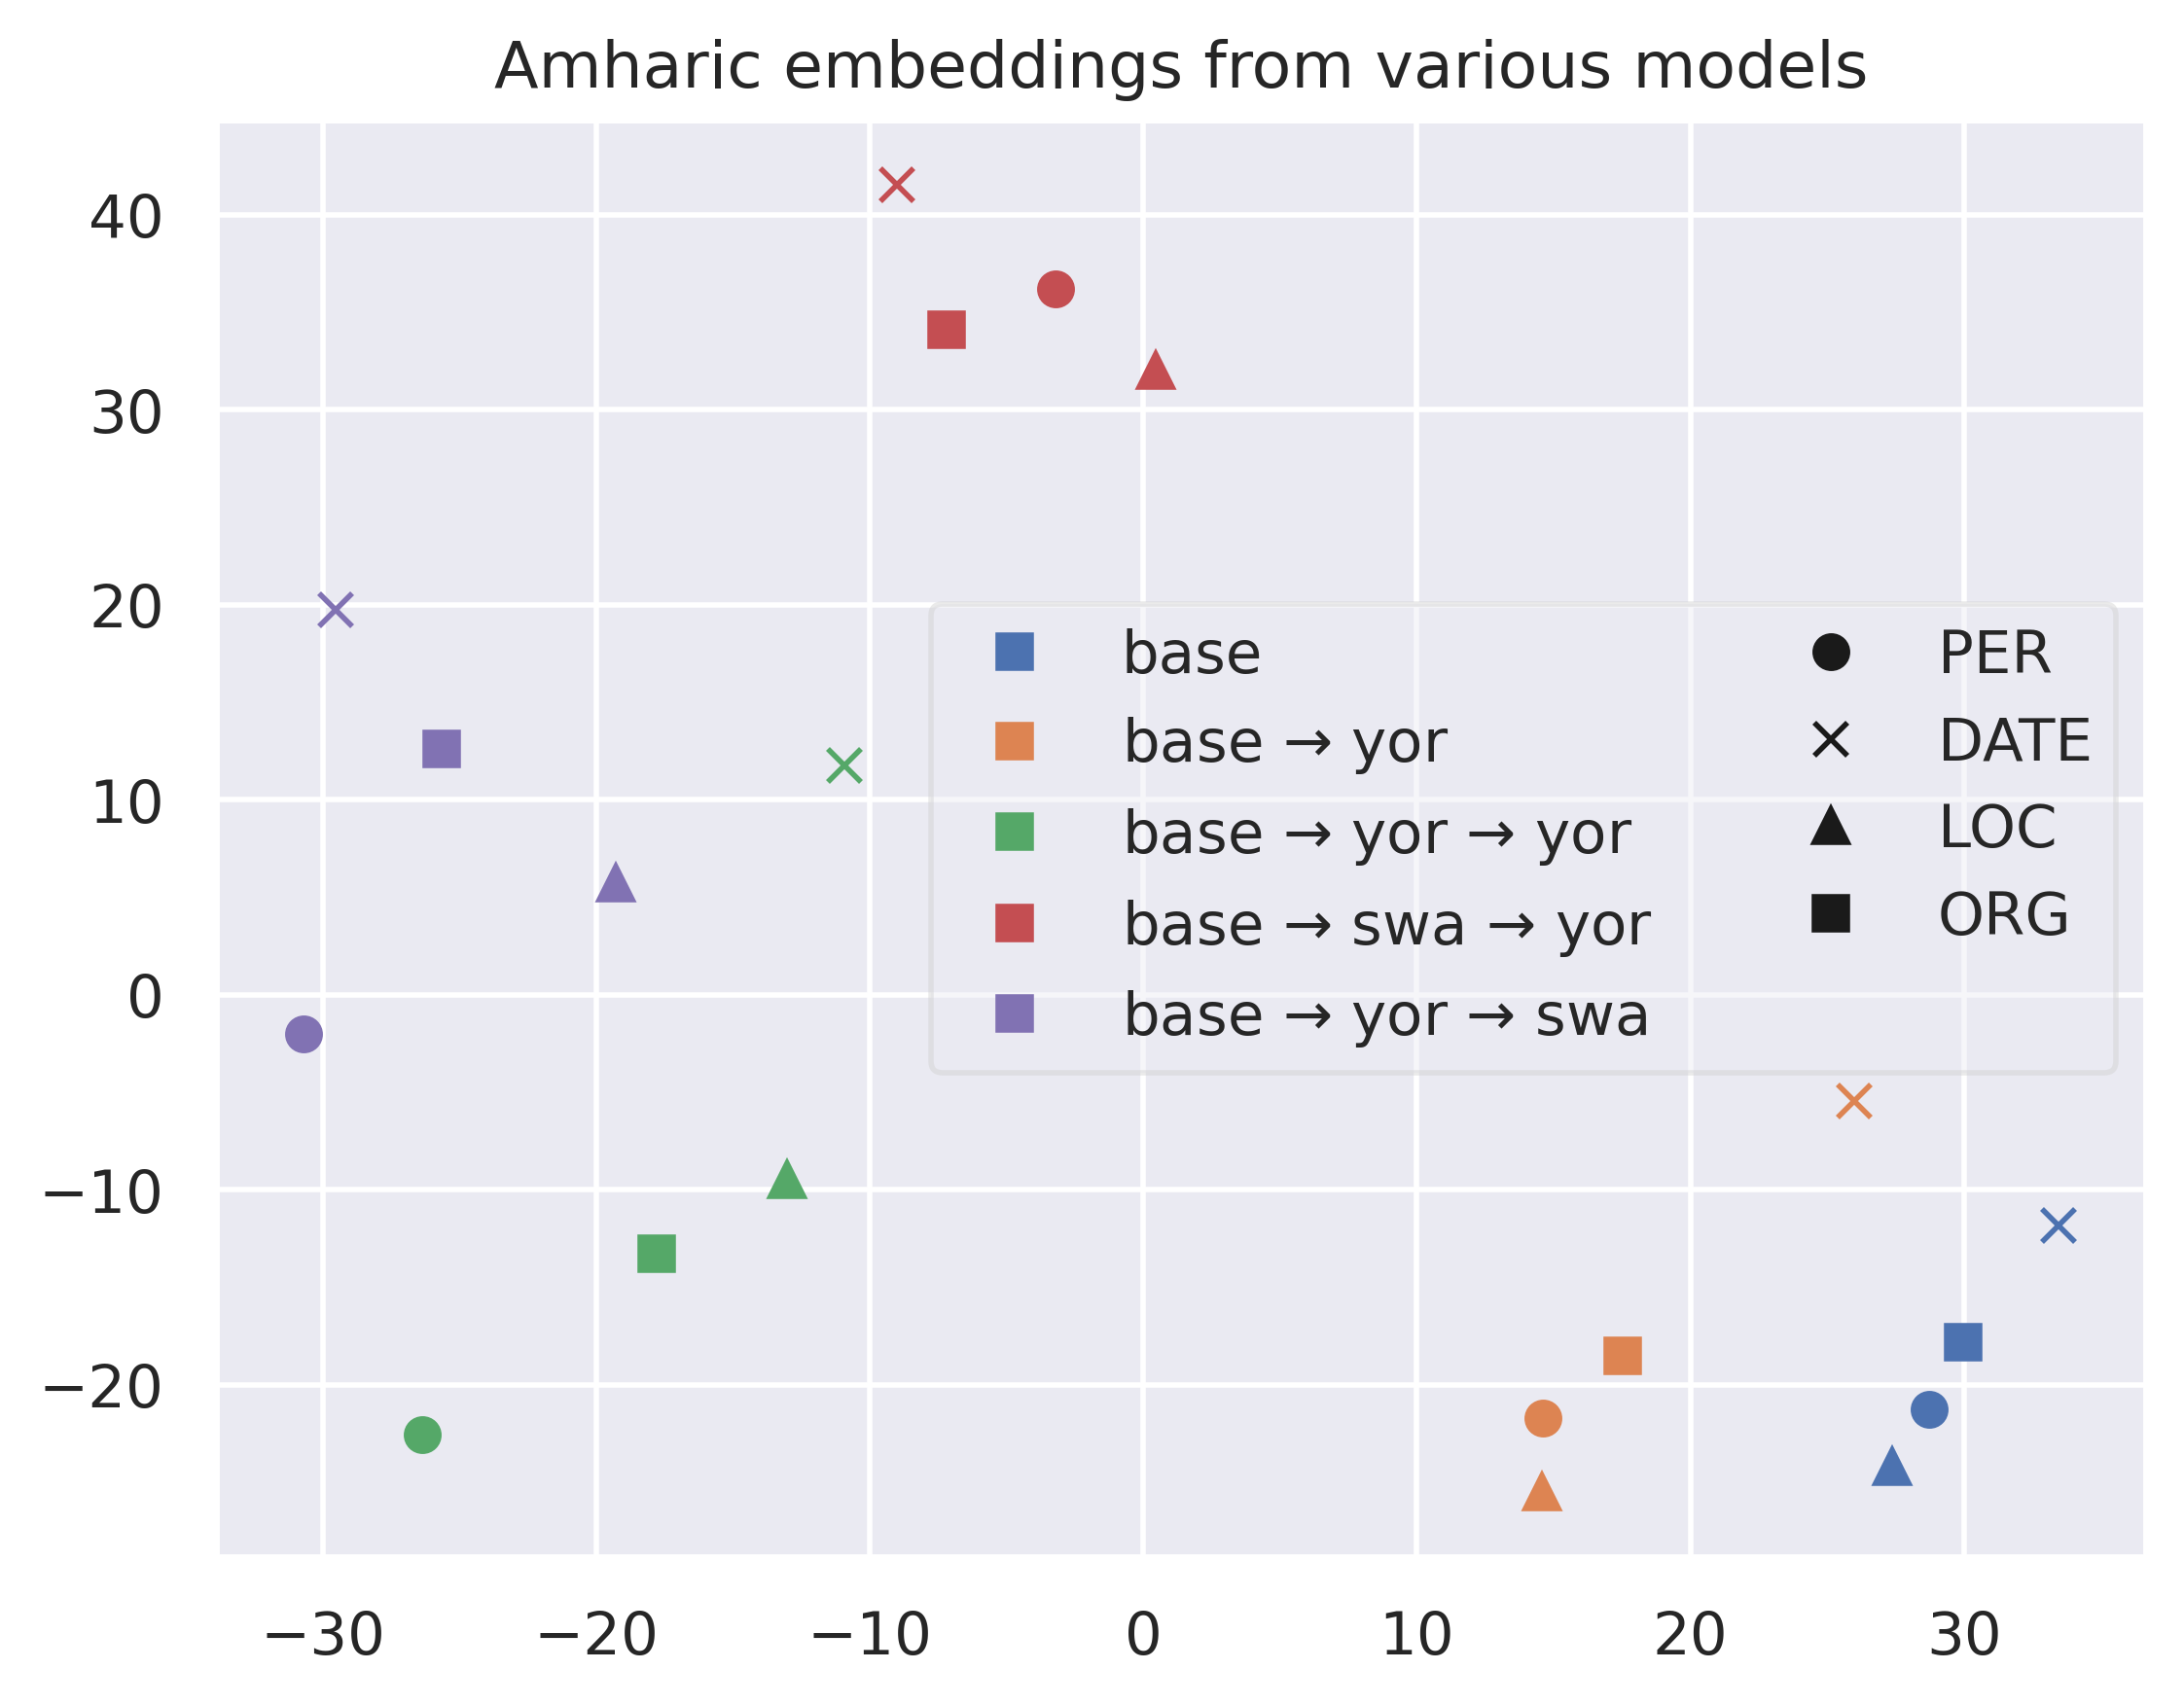 Amharic embeddings from various models
40
30
20
10
0
−10
−20
base
base → yor
base → yor → yor
base → swa → yor
base → yor → swa
PER
DATE
LOC
ORG
−30 −20 −10 0 10 20 30